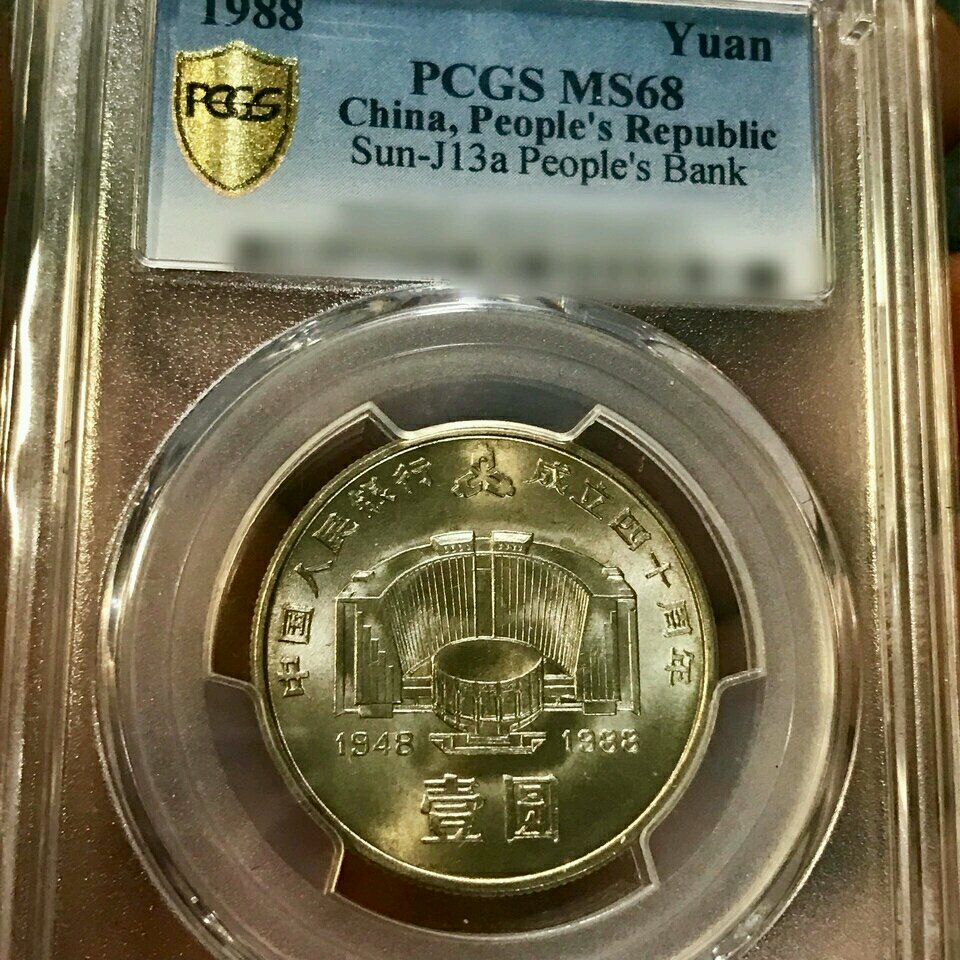 1988 Yuan
PCGS
PCGS MS68
China, People's Republic
Sun-J13a People's Bank
中国人民银行 成立四十周年
1948 1988
壹圆